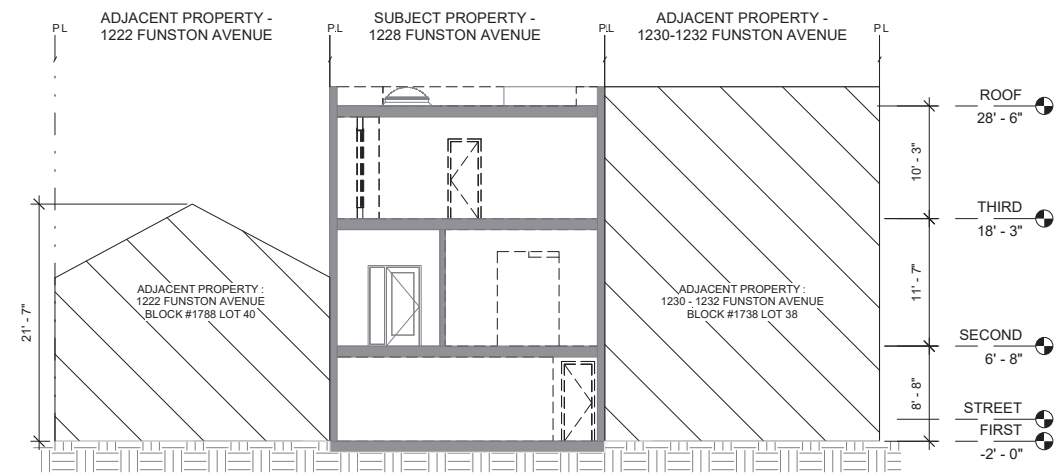 ADJACENT PROPERTY -
1222 FUNSTON AVENUE
SUBJECT PROPERTY -
1228 FUNSTON AVENUE
ADJACENT PROPERTY -
1230-1232 FUNSTON AVENUE
PL
PL
PL
PL
ROOF
28' - 6"
10' - 3"
THIRD
18' - 3"
11' - 7"
SECOND
6' - 8"
8' - 8"
STREET
FIRST
-2' - 0"
21' - 7"
ADJACENT PROPERTY :
1222 FUNSTON AVENUE
BLOCK #1788 LOT 40
ADJACENT PROPERTY :
1230 - 1232 FUNSTON AVENUE
BLOCK #1738 LOT 38